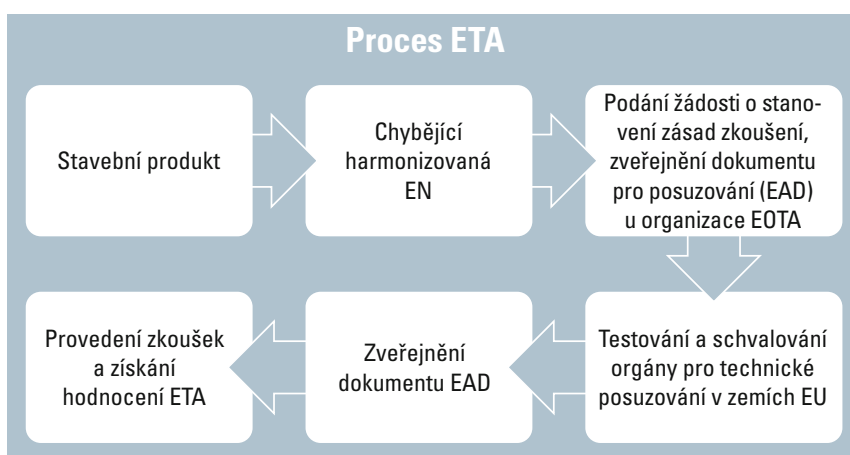 Proces ETA
Stavební produkt
Chybějící
harmonizovaná
EN
Podání žádosti o stano-
vení zásad zkoušení,
zveřejnění dokumentu
pro posuzování (EAD)
u organizace EOTA
Testování a schvalování
orgány pro technické
posuzování v zemích EU
Zveřejnění
dokumentu EAD
Provedení zkoušek
a získání
hodnocení ETA